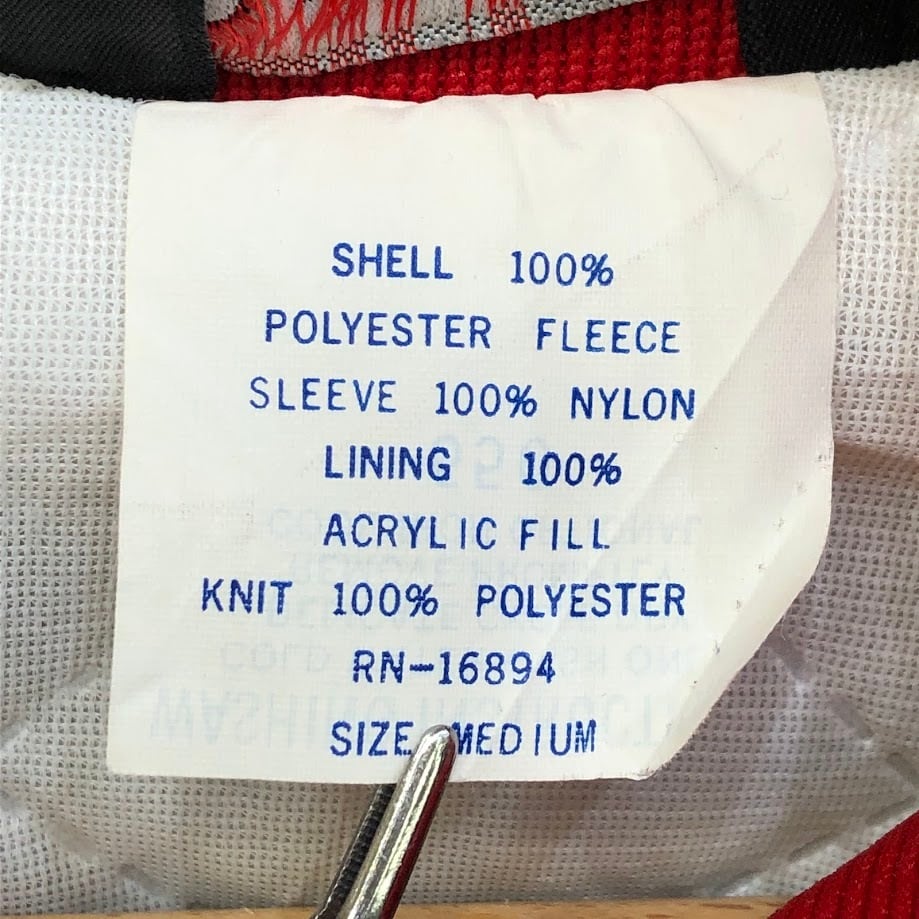 SHELL 100%
POLYESTER FLEECE
SLEEVE 100% NYLON
LINING 100%
ACRYLIC FILL
KNIT 100% POLYESTER
RN-16894
SIZE MEDIUM